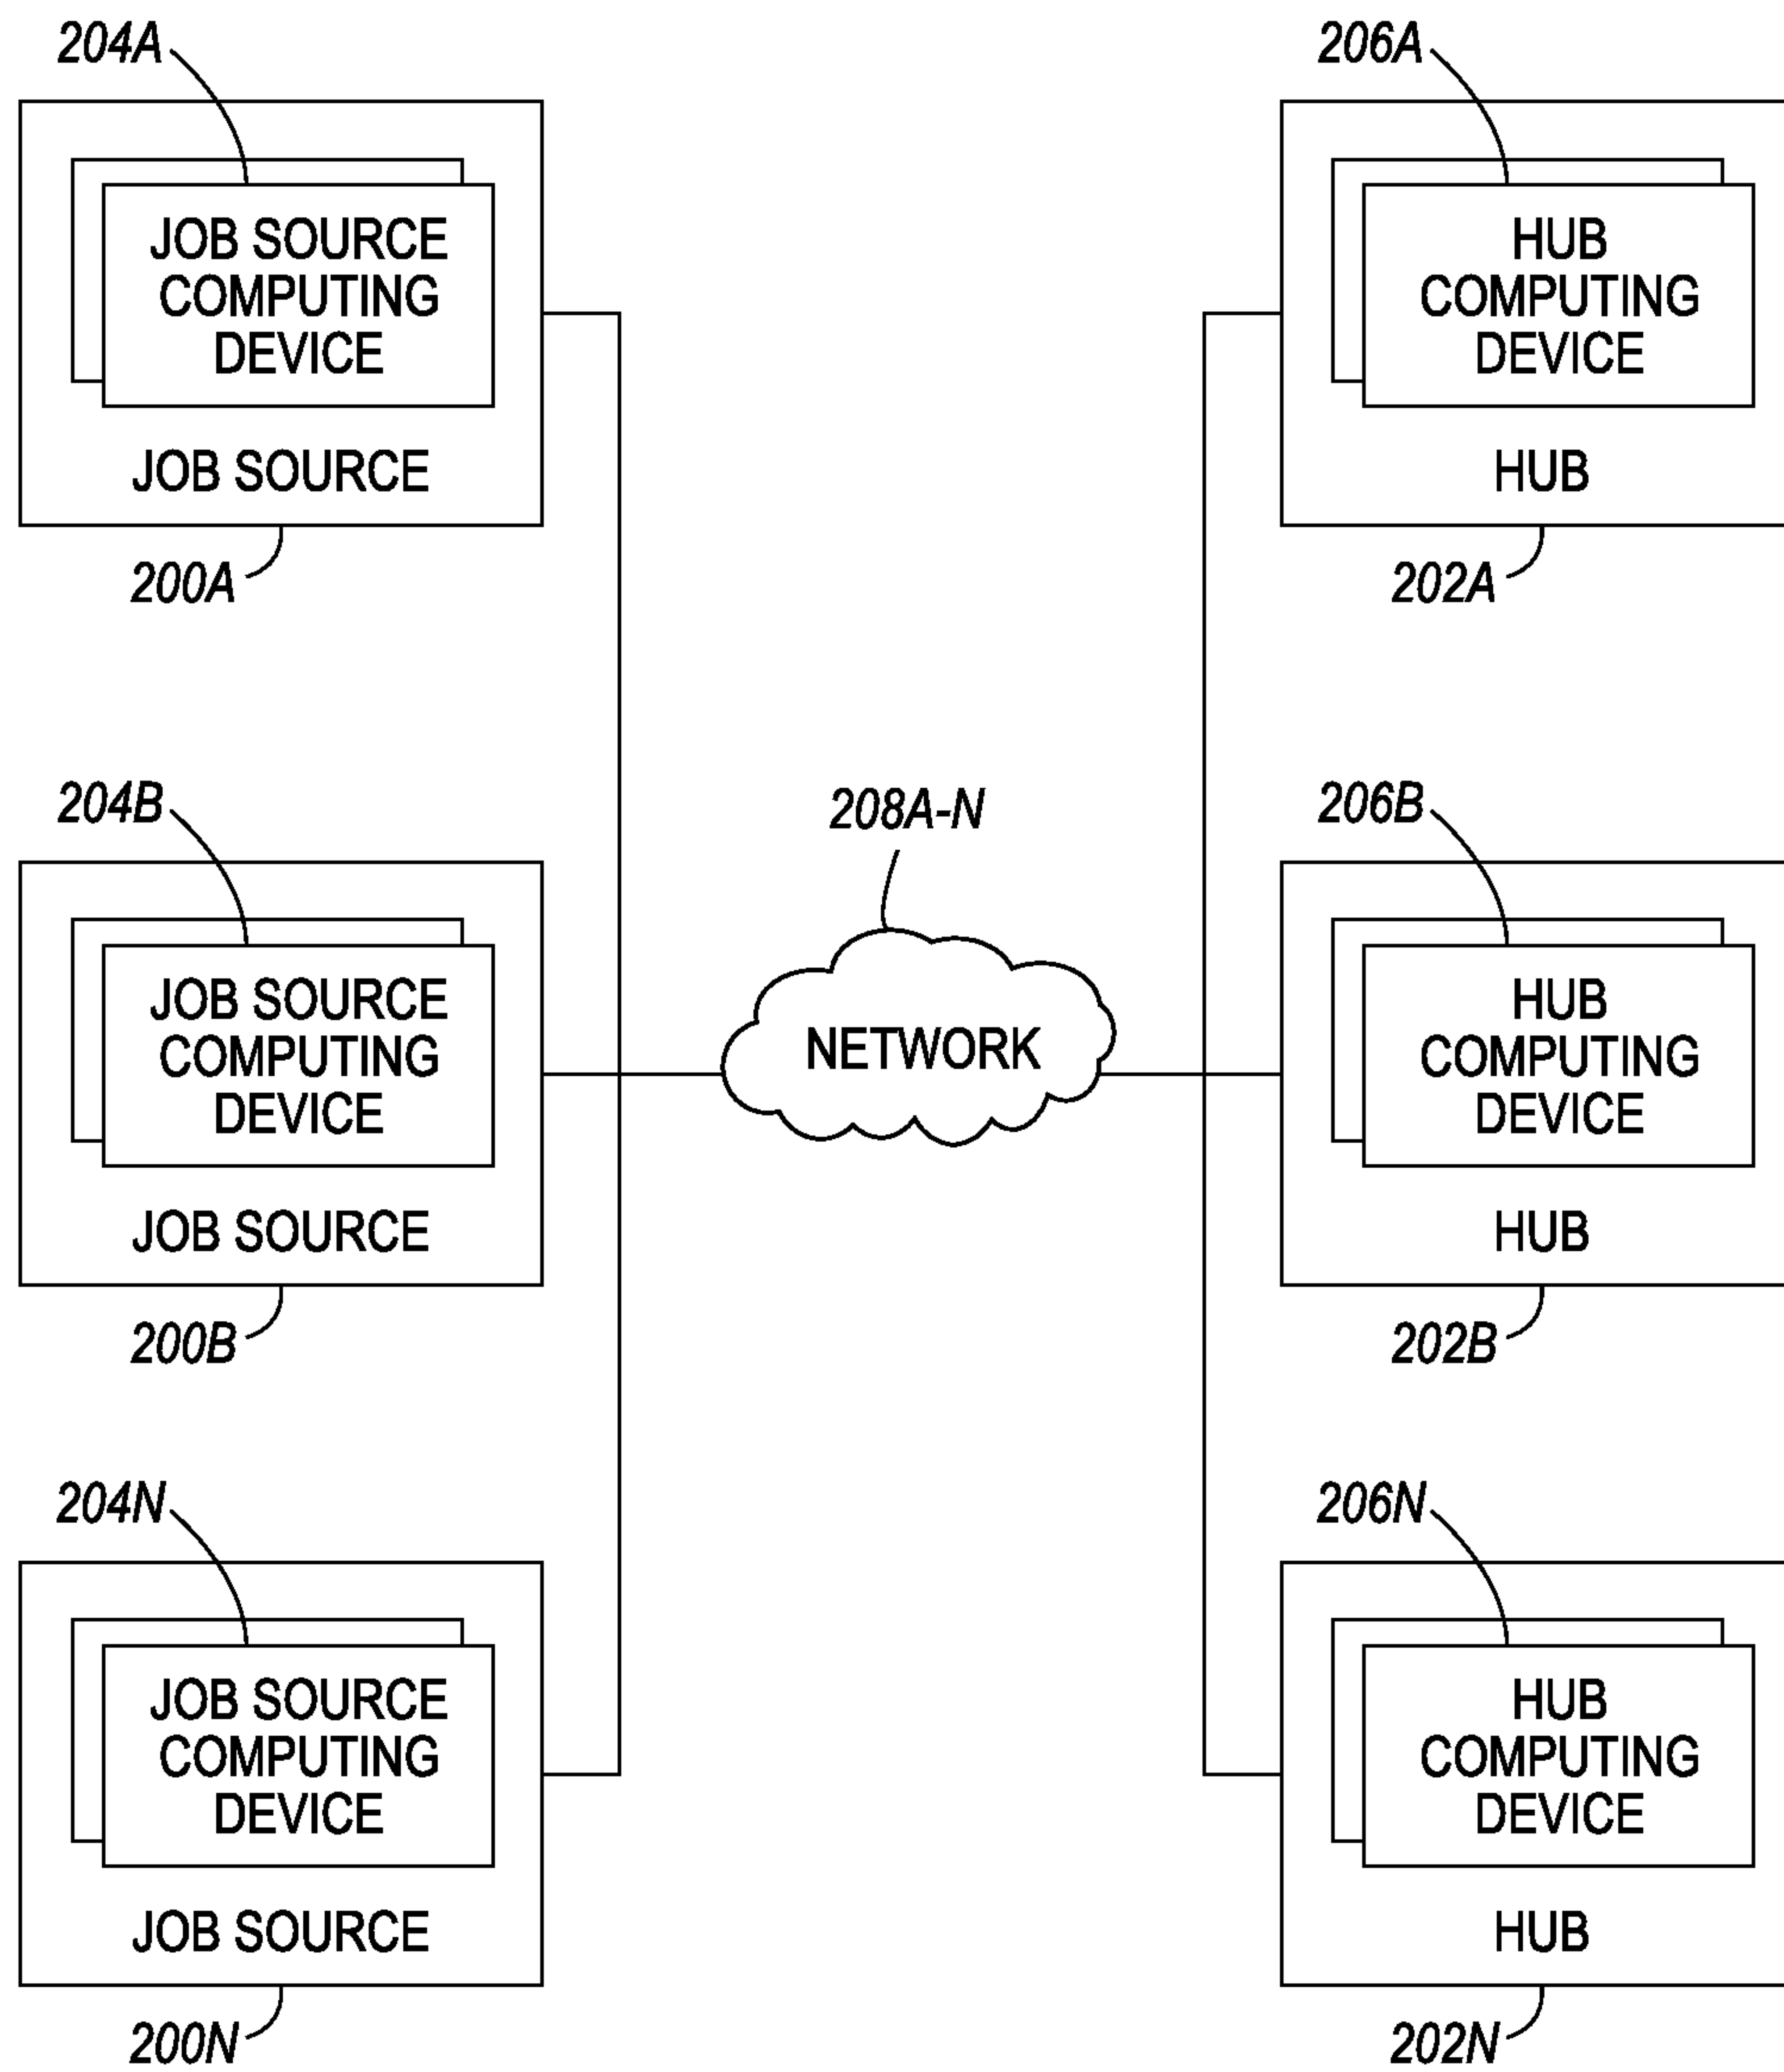 204A
JOB SOURCE
COMPUTING
DEVICE
JOB SOURCE
200A
206A
HUB
COMPUTING
DEVICE
HUB
202A
204B
JOB SOURCE
COMPUTING
DEVICE
JOB SOURCE
200B
208A-N
NETWORK
206B
HUB
COMPUTING
DEVICE
HUB
202B
204N
JOB SOURCE
COMPUTING
DEVICE
JOB SOURCE
200N
206N
HUB
COMPUTING
DEVICE
HUB
202N